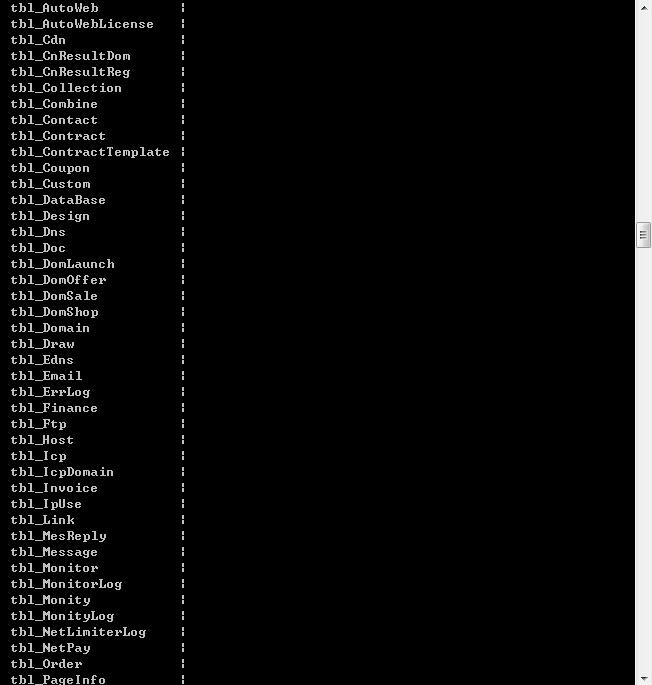 tbl_AutoWeb |
tbl_AutoWebLicense |
tbl_Cdn |
tbl_CnResultDom |
tbl_CnResultReg |
tbl_Collection |
tbl_Combine |
tbl_Contact |
tbl_Contract |
tbl_ContractTemplate |
tbl_Coupon |
tbl_Custom |
tbl_DataBase |
tbl_Design |
tbl_Dns |
tbl_Doc |
tbl_DomLaunch |
tbl_DomOffer |
tbl_DomSale |
tbl_DomShop |
tbl_Domain |
tbl_Draw |
tbl_Edns |
tbl_Email |
tbl_ErrLog |
tbl_Finance |
tbl_Ftp |
tbl_Host |
tbl_Icp |
tbl_IcpDomain |
tbl_Invoice |
tbl_IpUse |
tbl_Link |
tbl_MesReply |
tbl_Message |
tbl_Monitor |
tbl_MonitorLog |
tbl_Monity |
tbl_MonityLog |
tbl_NetLimiterLog |
tbl_NetPay |
tbl_Order |
tbl_PageInfo |